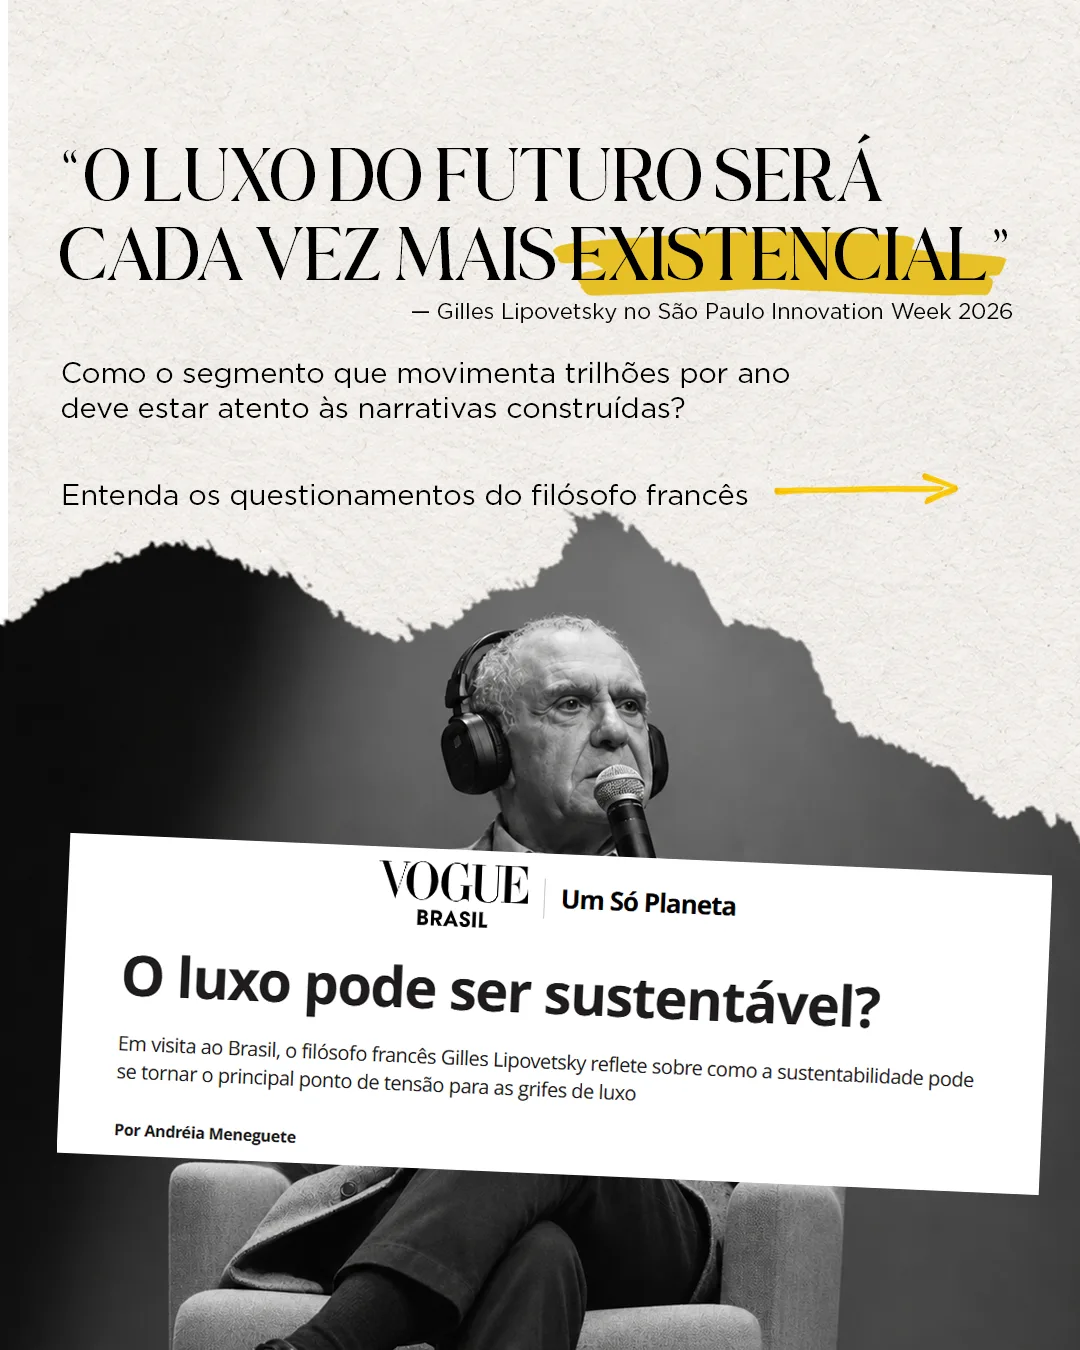 “O LUXO DO FUTURO SERÁ
CADA VEZ MAIS EXISTENCIAL”
— Gilles Lipovetsky no São Paulo Innovation Week 2026
Como o segmento que movimenta trilhões por ano
deve estar atento às narrativas construídas?
Entenda os questionamentos do filósofo francês
VOGUE
BRASIL
Um Só Planeta
O luxo pode ser sustentável?
Em visita ao Brasil, o filósofo francês Gilles Lipovetsky reflete sobre como a sustentabilidade pode
se tornar o principal ponto de tensão para as grifes de luxo
Por Andréia Meneguete